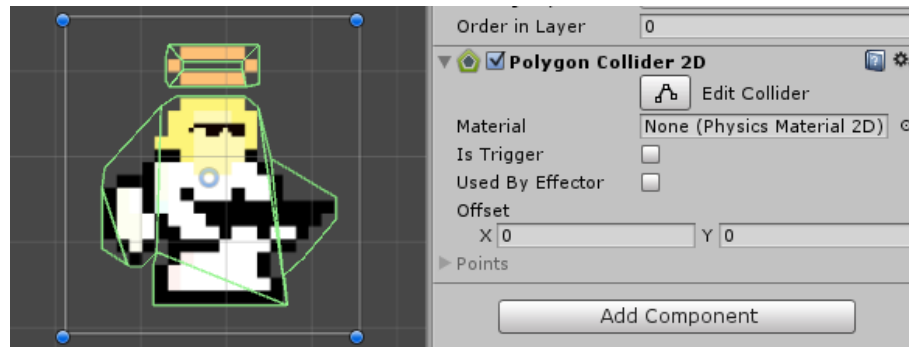 Order in Layer 0
Polygon Collider 2D
Edit Collider
Material None (Physics Material 2D)
Is Trigger
Used By Effector
Offset
X 0 Y 0
Points
Add Component